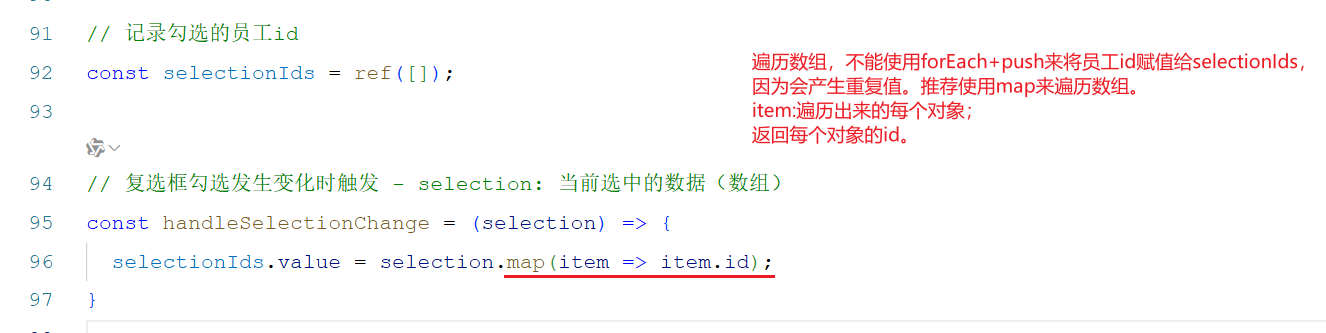 91 // 记录勾选的员工id
92 const selectionIds = ref([]);
93
遍历数组，不能使用forEach+push来将员工id赋值给selectionIds，
因为会产生重复值。推荐使用map来遍历数组。
item:遍历出来的每个对象；
返回每个对象的id。
94 // 复选框勾选发生变化时触发 - selection: 当前选中的数据（数组）
95 const handleSelectionChange = (selection) => {
96 selectionIds.value = selection.map(item => item.id);
97 }